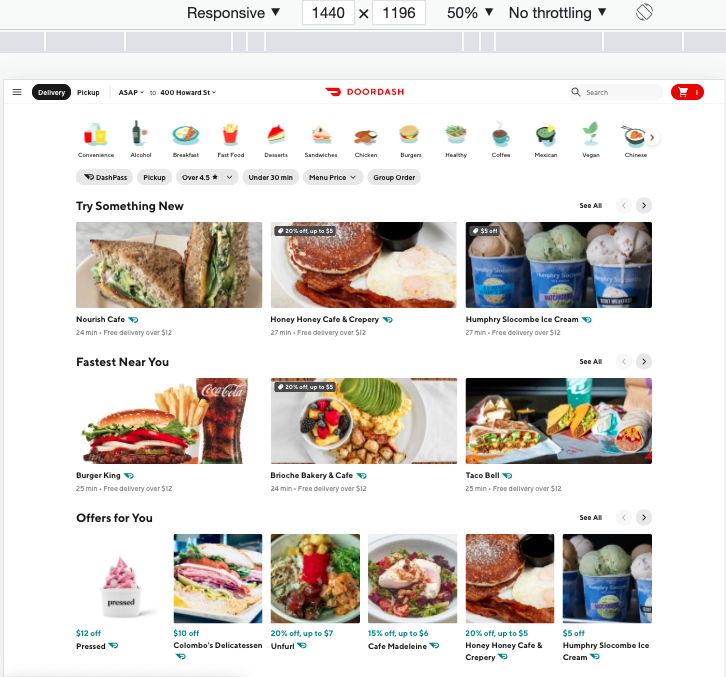 Responsive ▼ 1440 × 1196 50% ▼ No throttling ▼
Delivery Pickup ASAP to 400 Howard St DOORDASH Search 1
Convenience Alcohol Breakfast Fast Food Desserts Sandwiches Chicken Burgers Healthy Coffee Mexican Vegan Chinese
DashPass Pickup Over 4.5 ★ Under 30 min Menu Price Group Order
Try Something New See All
20% off, up to $5 $5 off
Humphry Slocombe
Nourish Cafe Honey Honey Cafe & Crepery Humphry Slocombe Ice Cream
24 min • Free delivery over $12 27 min • Free delivery over $12 27 min • Free delivery over $12
Fastest Near You See All
Coca-Cola 20% off, up to $5
Burger King Brioche Bakery & Cafe Taco Bell
25 min • Free delivery over $12 24 min • Free delivery over $12 25 min • Free delivery over $12
Offers for You See All
pressed
$12 off $10 off 20% off, up to $7 15% off, up to $6 20% off, up to $5 $5 off
Pressed Colombo's Delicatessen Unfurl Cafe Madeleine Honey Honey Cafe & Humphry Slocombe Ice
Crepery Cream